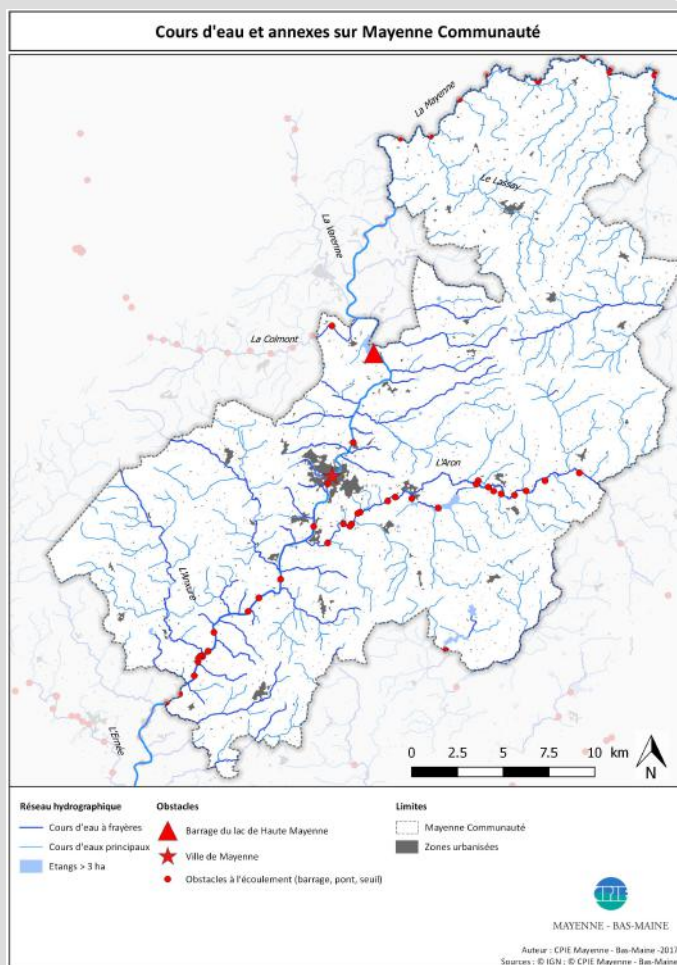 Cours d'eau et annexes sur Mayenne Communauté
La Mayenne
Le Lassay
La Varenne
La Colmont
L'Aron
L'Anxure
L'Ernée
0 2.5 5 7.5 10 km
N
Réseau hydrographique
Cours d'eau à frayères
Cours d'eaux principaux
Etangs > 3 ha
Obstacles
Barrage du lac de Haute Mayenne
Ville de Mayenne
Obstacles à l'écoulement (barrage, pont, seuil)
Limites
Mayenne Communauté
Zones urbanisées
CPIE
MAYENNE - BAS-MAINE
Auteur : CPIE Mayenne - Bas-Maine -2017
Sources : © IGN ; © CPIE Mayenne - Bas-Maine